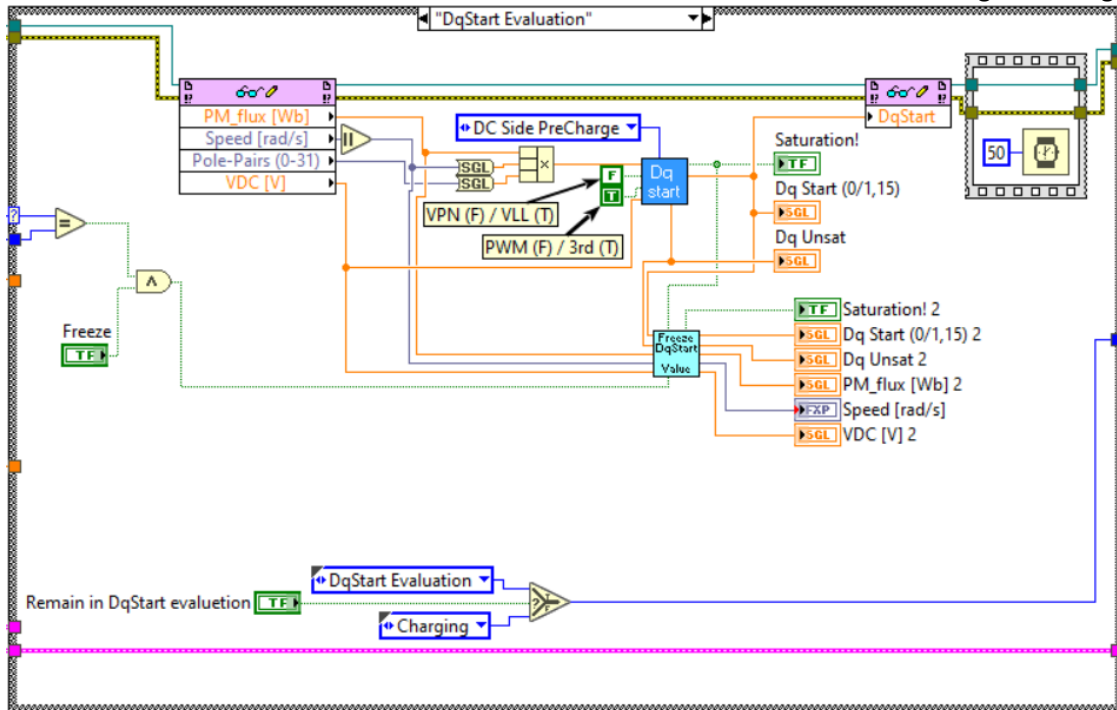 "DqStart Evaluation"
PM_flux [Wb]
Speed [rad/s]
Pole-Pairs (0-31)
VDC [V]
DqStart
DC Side PreCharge
SGL
SGL
Dq
start
F
T
VPN (F) / VLL (T)
PWM (F) / 3rd (T)
50
Saturation!
TF
Dq Start (0/1,15)
SGL
Dq Unsat
SGL
Freeze
TF
Freeze
DqStart
Value
TF Saturation! 2
SGL Dq Start (0/1,15) 2
SGL Dq Unsat 2
SGL PM_flux [Wb] 2
FXP Speed [rad/s]
SGL VDC [V] 2
DqStart Evaluation
Remain in DqStart evaluetion TF
Charging